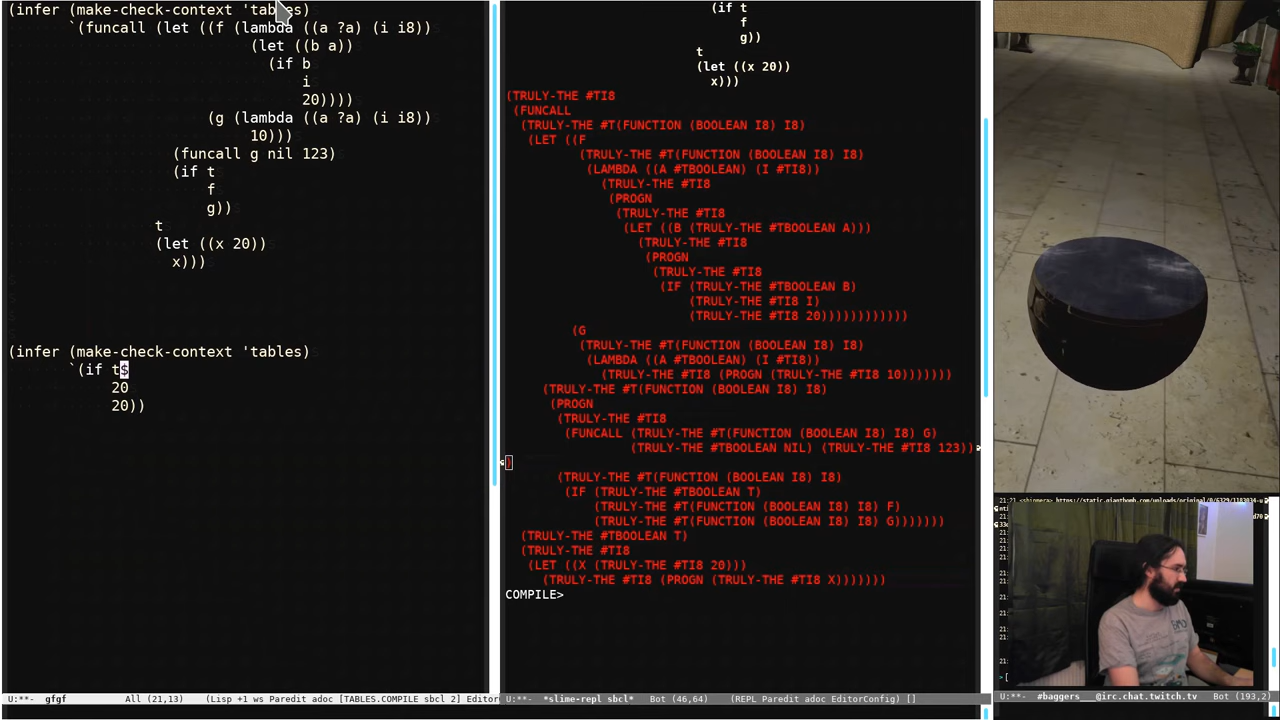 (infer (make-check-context 'tables)
`(funcall (let ((f (lambda ((a ?a) (i i8))
(let ((b a))
(if b
i
20))))
(g (lambda ((a ?a) (i i8))
10)))
(funcall g nil 123)
(if t
f
g))
t
(let ((x 20))
x)))
(infer (make-check-context 'tables)
`(if t$
20
20))
U:**- gfgf All (21,13) (Lisp +1 ws Paredit adoc [TABLES.COMPILE sbcl 2] Editor
(if t
f
g))
t
(let ((x 20))
x)))
(TRULY-THE #TI8
(FUNCALL
(TRULY-THE #T(FUNCTION (BOOLEAN I8) I8)
(LET ((F
(TRULY-THE #T(FUNCTION (BOOLEAN I8) I8)
(LAMBDA ((A #TBOOLEAN) (I #TI8))
(TRULY-THE #TI8
(PROGN
(TRULY-THE #TI8
(LET ((B (TRULY-THE #TBOOLEAN A)))
(TRULY-THE #TI8
(PROGN
(TRULY-THE #TI8
(IF (TRULY-THE #TBOOLEAN B)
(TRULY-THE #TI8 I)
(TRULY-THE #TI8 20))))))))))))
(G
(TRULY-THE #T(FUNCTION (BOOLEAN I8) I8)
(LAMBDA ((A #TBOOLEAN) (I #TI8))
(TRULY-THE #TI8 (PROGN (TRULY-THE #TI8 10)))))))
(TRULY-THE #T(FUNCTION (BOOLEAN I8) I8)
(PROGN
(TRULY-THE #TI8
(FUNCALL (TRULY-THE #T(FUNCTION (BOOLEAN I8) I8) G)
(TRULY-THE #TBOOLEAN NIL) (TRULY-THE #TI8 123))
)
(TRULY-THE #T(FUNCTION (BOOLEAN I8) I8)
(IF (TRULY-THE #TBOOLEAN T)
(TRULY-THE #T(FUNCTION (BOOLEAN I8) I8) F)
(TRULY-THE #T(FUNCTION (BOOLEAN I8) I8) G)))))))
(TRULY-THE #TBOOLEAN T)
(TRULY-THE #TI8
(LET ((X (TRULY-THE #TI8 20)))
(TRULY-THE #TI8 (PROGN (TRULY-THE #TI8 X)))))))
COMPILE>
U:**- *slime-repl sbcl* Bot (46,64) (REPL Paredit adoc EditorConfig) []
21:21 <shinmera>
U:**- #baggers___@irc.chat.twitch.tv Bot (193,2)